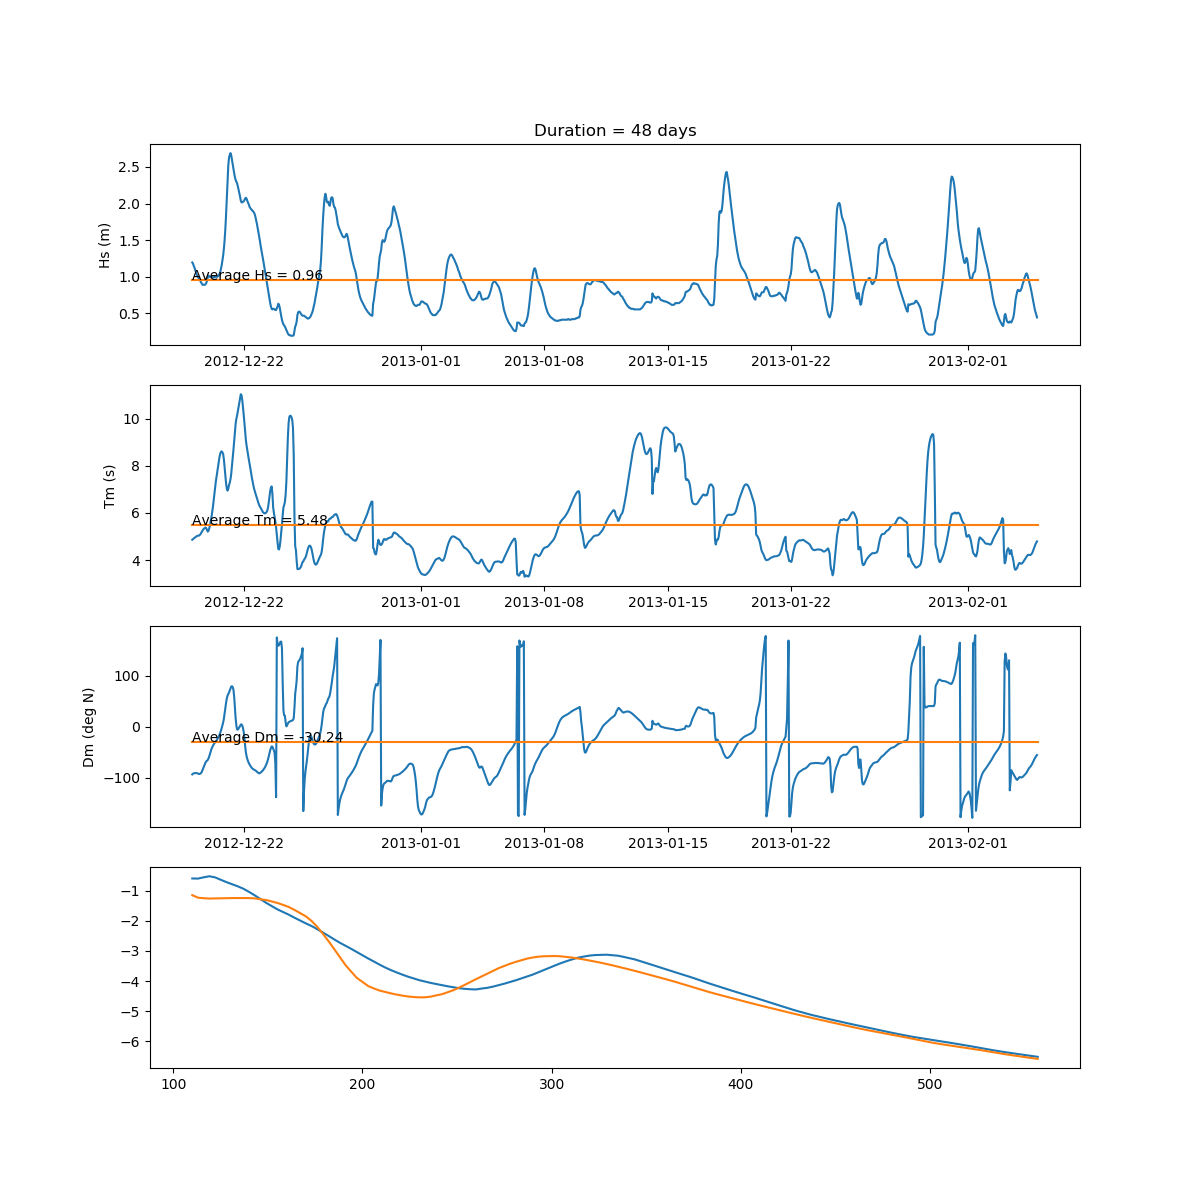 Duration = 48 days
2.5
2.0
1.5
1.0
0.5
Hs (m)
Average Hs = 0.96
2012-12-22 2013-01-01 2013-01-08 2013-01-15 2013-01-22 2013-02-01
10
8
6
4
Tm (s)
Average Tm = 5.48
2012-12-22 2013-01-01 2013-01-08 2013-01-15 2013-01-22 2013-02-01
100
0
−100
Dm (deg N)
Average Dm = -30.24
2012-12-22 2013-01-01 2013-01-08 2013-01-15 2013-01-22 2013-02-01
−1
−2
−3
−4
−5
−6
100 200 300 400 500